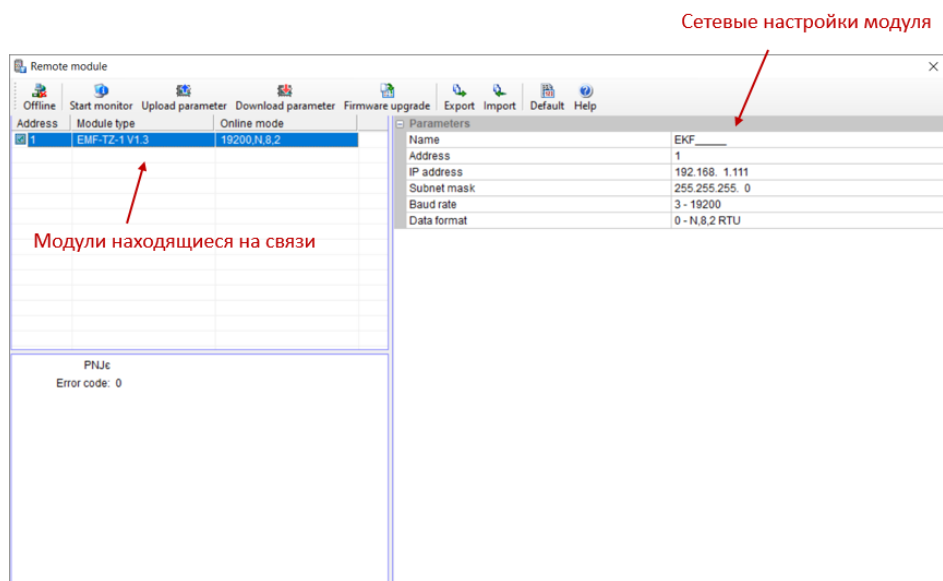 Сетевые настройки модуля
Remote module
Offline Start monitor Upload parameter Download parameter Firmware upgrade Export Import Default Help
Address Module type Online mode
1 EMF-TZ-1 V1.3 19200,N,8,2
Модули находящиеся на связи
Parameters
Name EKF_____
Address 1
IP address 192.168. 1.111
Subnet mask 255.255.255. 0
Baud rate 3 - 19200
Data format 0 - N,8,2 RTU
PNJє
Error code: 0